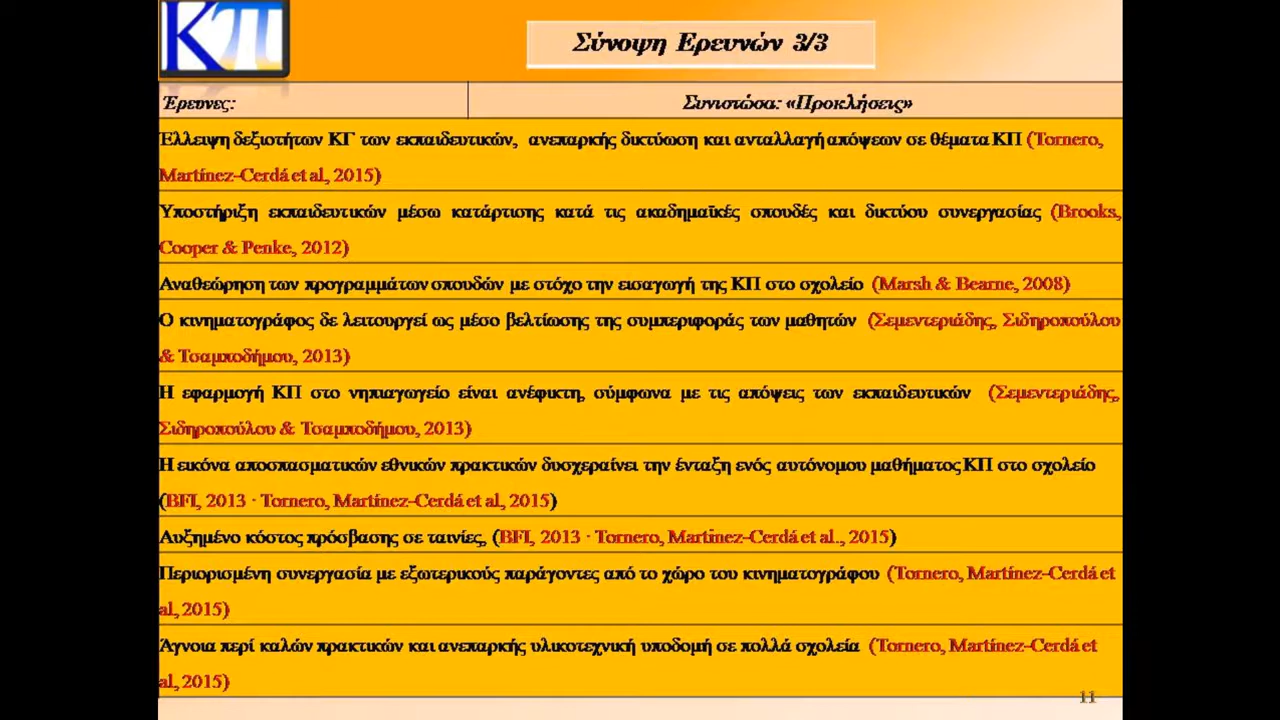 Κπ
Σύνοψη Ερευνών 3/3
Έρευνες:
Συνιστώσα: «Προκλήσεις»
Έλλειψη δεξιοτήτων ΚΓ των εκπαιδευτικών, ανεπαρκής δικτύωση και ανταλλαγή απόψεων σε θέματα ΚΠ (Tornero,
Martínez-Cerdá et al, 2015)
Υποστήριξη εκπαιδευτικών μέσω κατάρτισης κατά τις ακαδημαϊκές σπουδές και δικτύου συνεργασίας (Brooks,
Cooper & Penke, 2012)
Αναθεώρηση των προγραμμάτων σπουδών με στόχο την εισαγωγή της ΚΠ στο σχολείο (Marsh & Bearne, 2008)
Ο κινηματογράφος δε λειτουργεί ως μέσο βελτίωσης της συμπεριφοράς των μαθητών (Σεμεντεριάδης, Σιδηροπούλου
& Τσαμποδήμου, 2013)
Η εφαρμογή ΚΠ στο νηπιαγωγείο είναι ανέφικτη, σύμφωνα με τις απόψεις των εκπαιδευτικών (Σεμεντεριάδης,
Σιδηροπούλου & Τσαμποδήμου, 2013)
Η εικόνα αποσπασματικών εθνικών πρακτικών δυσχεραίνει την ένταξη ενός αυτόνομου μαθήματος ΚΠ στο σχολείο
(BFI, 2013 · Tornero, Martínez-Cerdá et al, 2015)
Αυξημένο κόστος πρόσβασης σε ταινίες, (BFI, 2013 · Tornero, Martinez-Cerdá et al., 2015)
Περιορισμένη συνεργασία με εξωτερικούς παράγοντες από το χώρο του κινηματογράφου (Tornero, Martínez-Cerdá et
al, 2015)
Άγνοια περί καλών πρακτικών και ανεπαρκής υλικοτεχνική υποδομή σε πολλά σχολεία (Tornero, Martínez-Cerdá et
al, 2015)
11